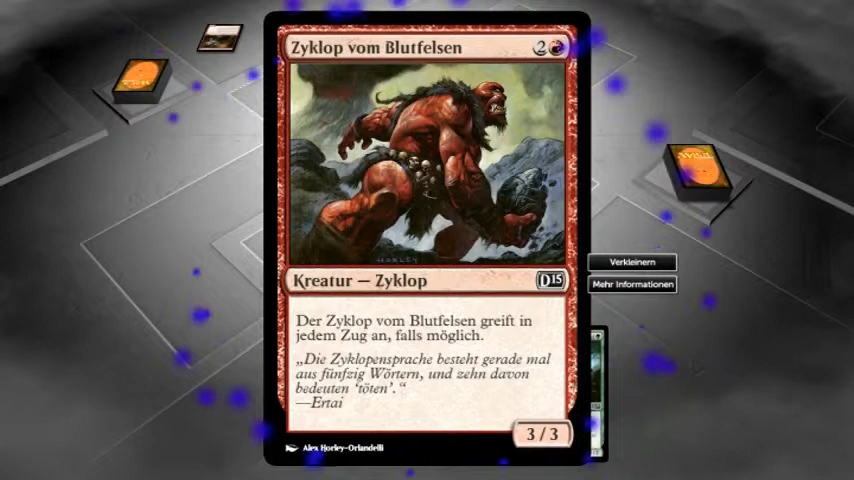 Zyklop vom Blutfelsen 2
HORLEY
Verkleinern
Kreatur — Zyklop D15
Mehr Informationen
Der Zyklop vom Blutfelsen greift in
jedem Zug an, falls möglich.
„Die Zyklopensprache besteht gerade mal
aus fünfzig Wörtern, und zehn davon
bedeuten ‘töten’.“
—Ertai
3 / 3
Alex Horley-Orlandelli